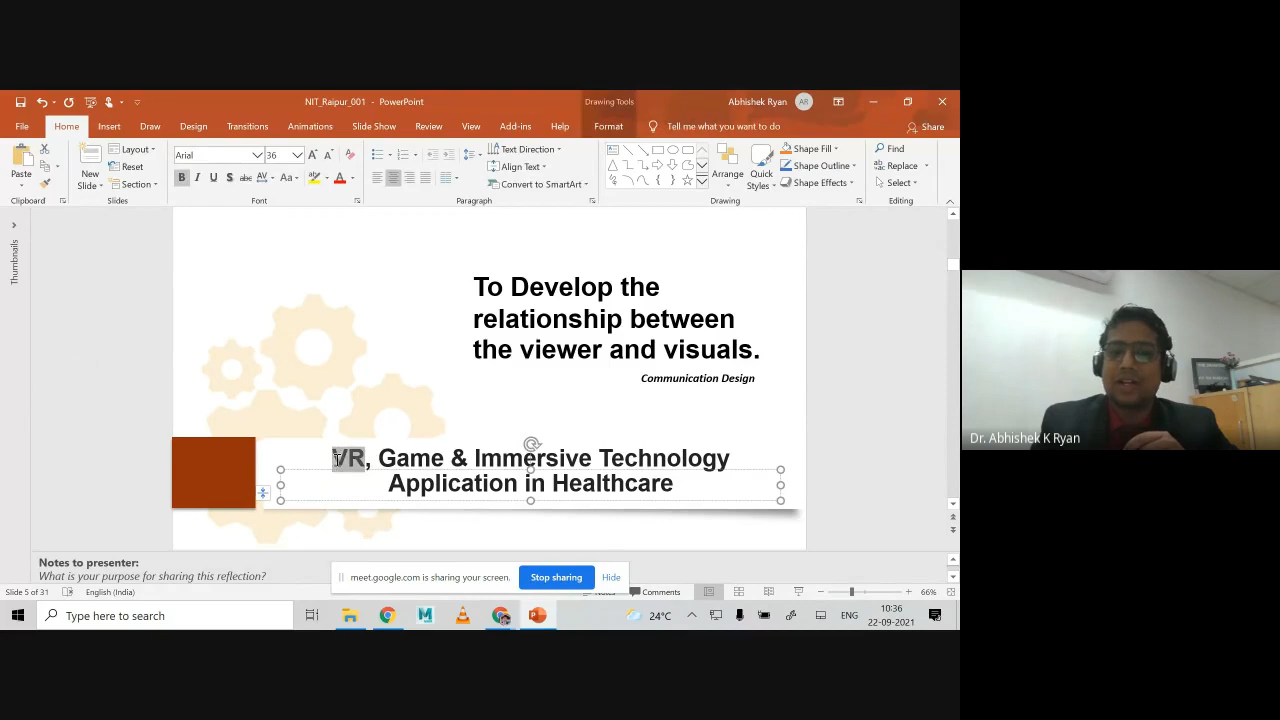 NIT_Raipur_001 - PowerPoint
Drawing Tools
Abhishek Ryan
AR
File Home Insert Draw Design Transitions Animations Slide Show Review View Add-ins Help Format Tell me what you want to do Share
Paste
Clipboard
New
Slide
Layout
Reset
Section
Slides
Arial 36 A A
B I U S abc AV Aa A
Font
Text Direction
Align Text
Convert to SmartArt
Paragraph
Arrange
Quick
Styles
Shape Fill
Shape Outline
Shape Effects
Drawing
Find
Replace
Select
Editing
Thumbnails
To Develop the
relationship between
the viewer and visuals.
Communication Design
VR, Game & Immersive Technology
Application in Healthcare
Dr. Abhishek K Ryan
Notes to presenter:
What is your purpose for sharing this reflection?
meet.google.com is sharing your screen. Stop sharing Hide
Slide 5 of 31 English (India) Notes Comments 66%
Type here to search
24°C ENG
10:36
22-09-2021